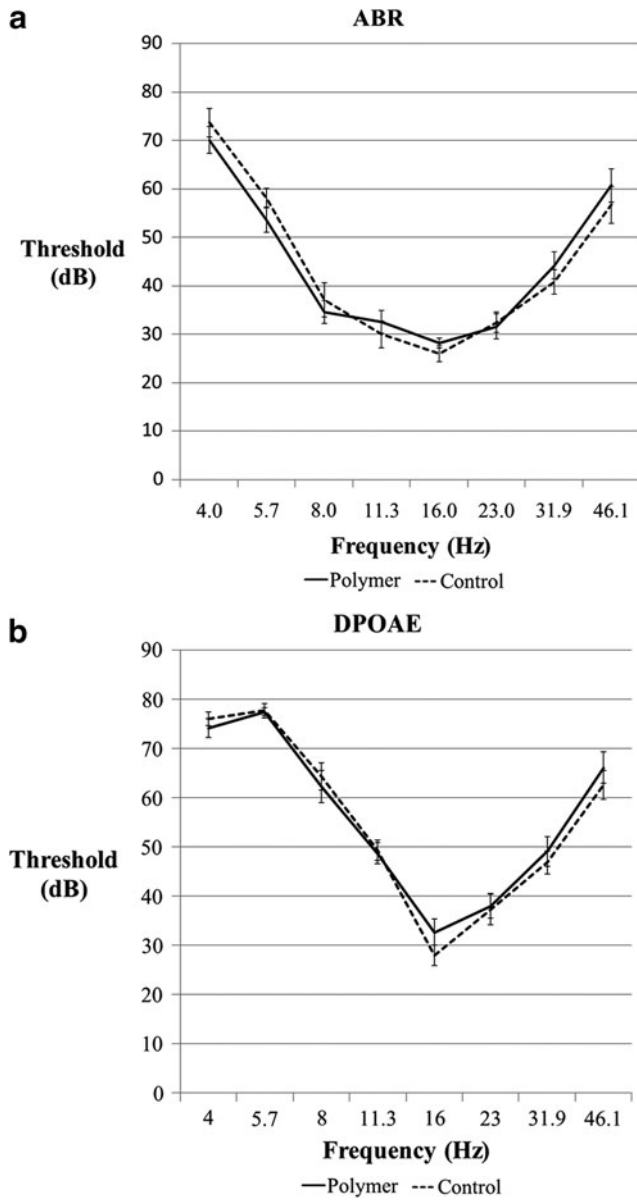 a
ABR
90
80
70
60
50
40
30
20
10
0
Threshold
(dB)
4.0 5.7 8.0 11.3 16.0 23.0 31.9 46.1
Frequency (Hz)
Polymer Control
b
DPOAE
90
80
70
60
50
40
30
20
10
0
Threshold
(dB)
4 5.7 8 11.3 16 23 31.9 46.1
Frequency (Hz)
Polymer Control